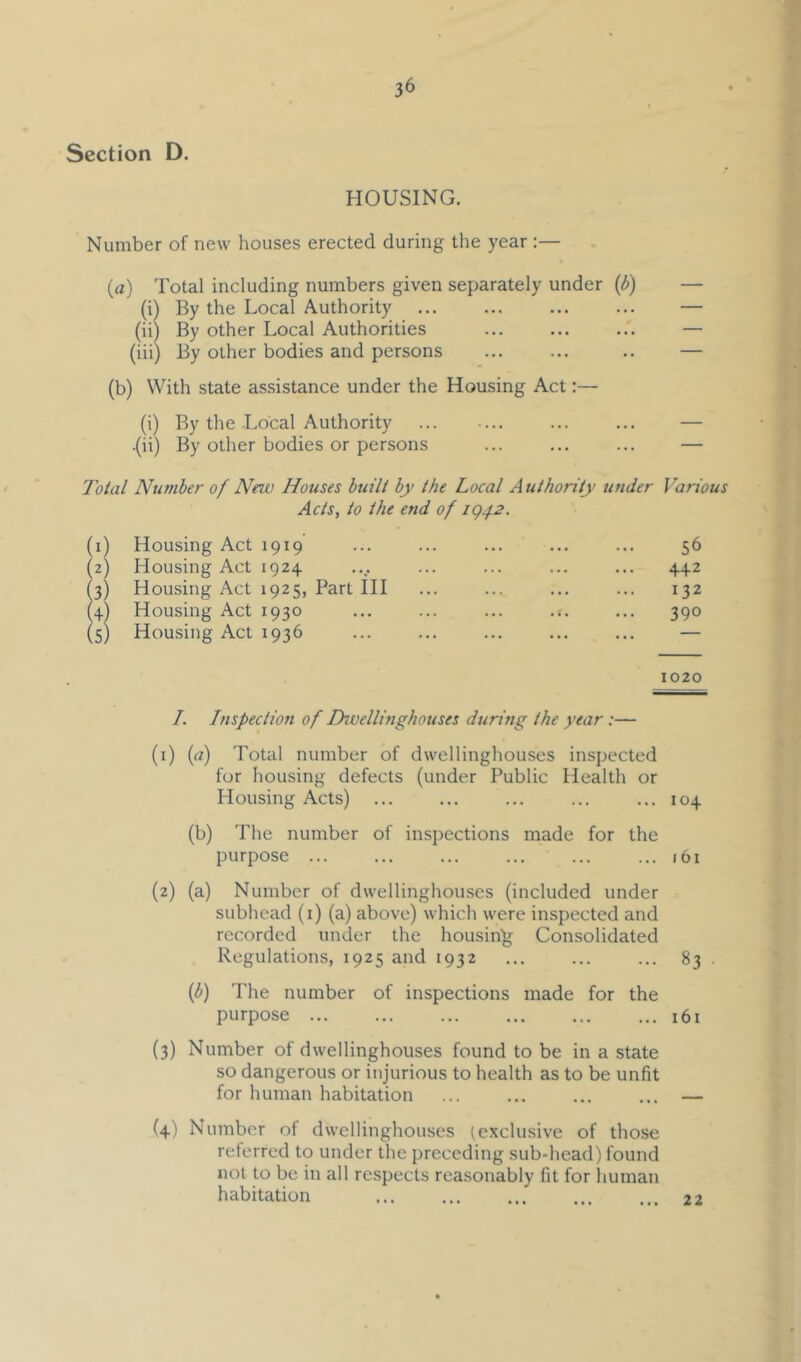 36
Section D.
HOUSING.
Number of new houses erected during the year :—
(a) Total including numbers given separately under (b) —
(i) By the Local Authority ... ... ... ... —
(ii) By other Local Authorities ... ... ... —
(iii) By other bodies and persons ... ... .. —
(b) With state assistance under the Housing Act :—
(i) By the Local Authority ... .... ... ... —
(ii) By other bodies or persons ... ... ... —
Total Number of New Houses built by the Local Authority under Various
Acts, to the end of 1942.
(1) Housing Act 1919 ... ... ... ... ... 56
(2) Housing Act 1924 ... ... ... ... ... 442
(3) Housing Act 1925, Part III ... ... ... ... 132
(4) Housing Act 1930 ... ... ... ... ... 390
(5) Housing Act 1936 ... ... ... ... ... —
1020
I. Inspection of Dwellinghouses during the year :—
(1) (a) Total number of dwellinghouses inspected
for housing defects (under Public Health or
Housing Acts) ... ... ... ... ... 104
(b) The number of inspections made for the
purpose ... ... ... ... ... ... 161
(2) (a) Number of dwellinghouses (included under
subhead (1) (a) above) which were inspected and
recorded under the housing Consolidated
Regulations, 1925 and 1932 ... ... ... 83
(b) The number of inspections made for the
purpose ... ... ... ... ... ... 161
(3) Number of dwellinghouses found to be in a state
so dangerous or injurious to health as to be unfit
for human habitation ... ... ... ... —
(4) Number of dwellinghouses (exclusive of those
referred to under the preceding sub-head) found
not to be in all respects reasonably fit for human
habitation ... ... ... ... ... 22